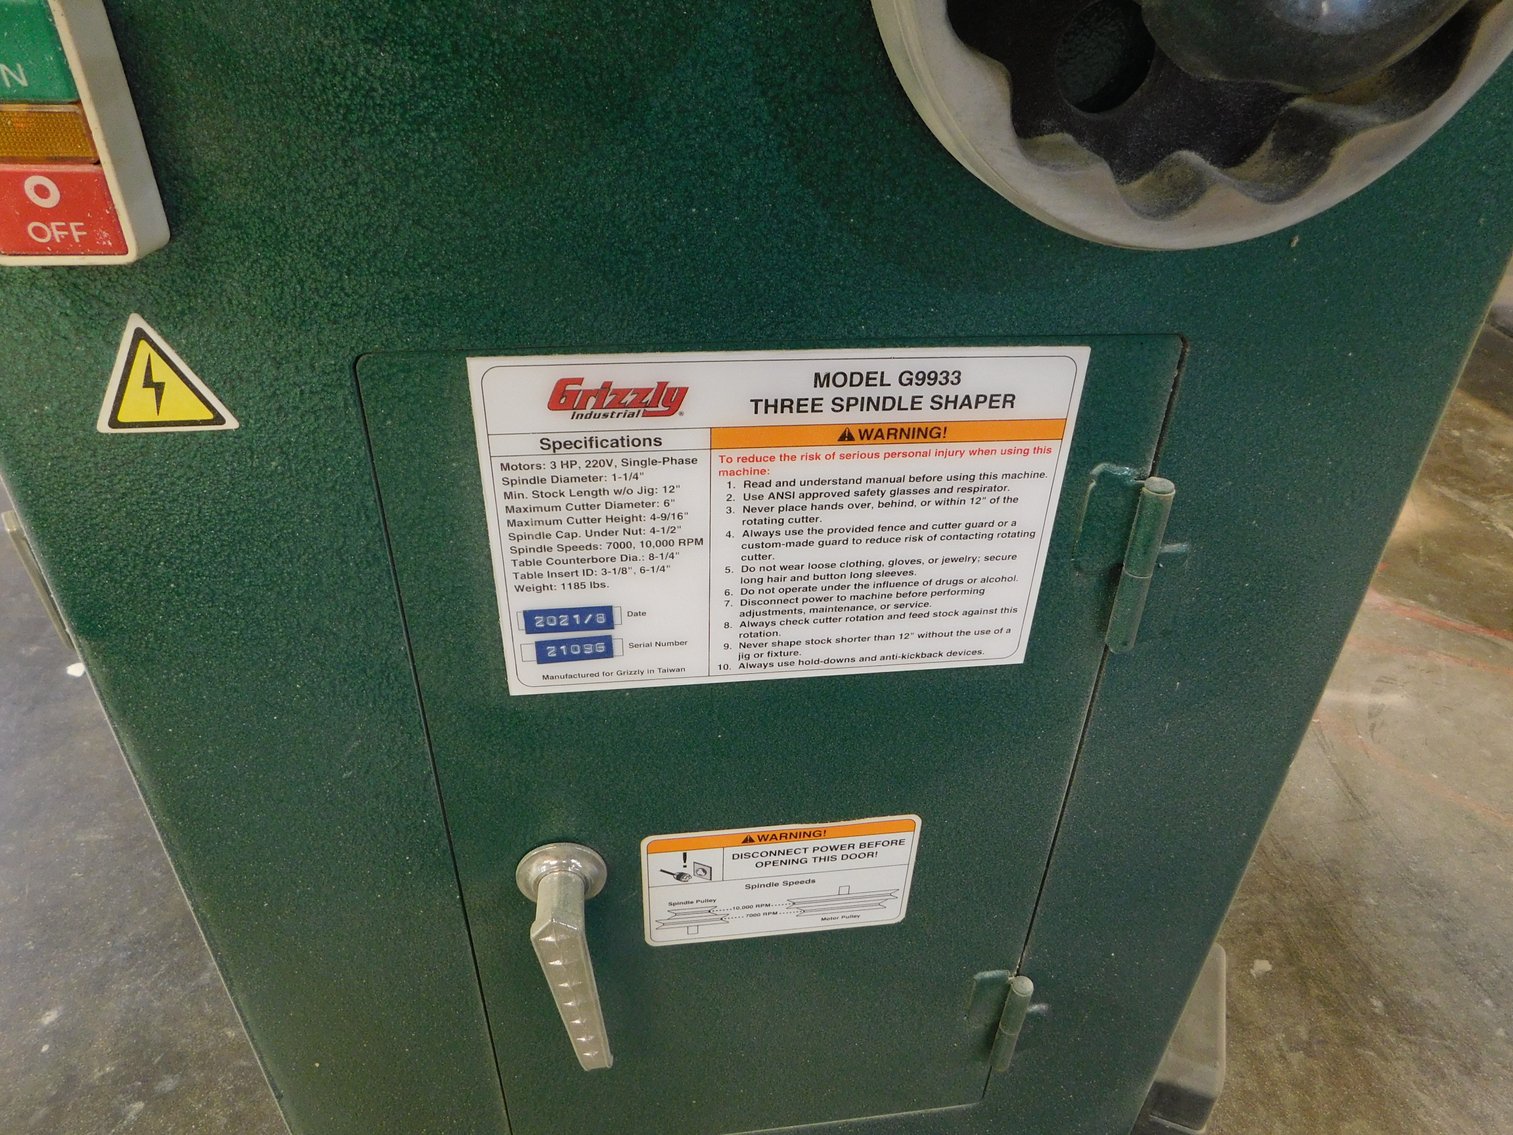 N
O
OFF
Grizzly
Industrial®
MODEL G9933
THREE SPINDLE SHAPER
Specifications
Motors: 3 HP, 220V, Single-Phase
Spindle Diameter: 1-1/4"
Min. Stock Length w/o Jig: 12"
Maximum Cutter Diameter: 6"
Maximum Cutter Height: 4-9/16"
Spindle Cap. Under Nut: 4-1/2"
Spindle Speeds: 7000, 10,000 RPM
Table Counterbore Dia.: 8-1/4"
Table Insert ID: 3-1/8", 6-1/4"
Weight: 1185 lbs.
2021/8 Date
21096 Serial Number
Manufactured for Grizzly in Taiwan
WARNING!
To reduce the risk of serious personal injury when using this
machine:
1. Read and understand manual before using this machine.
2. Use ANSI approved safety glasses and respirator.
3. Never place hands over, behind, or within 12" of the
rotating cutter.
4. Always use the provided fence and cutter guard or a
custom-made guard to reduce risk of contacting rotating
cutter.
5. Do not wear loose clothing, gloves, or jewelry; secure
long hair and button long sleeves.
6. Do not operate under the influence of drugs or alcohol.
7. Disconnect power to machine before performing
adjustments, maintenance, or service.
8. Always check cutter rotation and feed stock against this
rotation.
9. Never shape stock shorter than 12" without the use of a
jig or fixture.
10. Always use hold-downs and anti-kickback devices.
WARNING!
DISCONNECT POWER BEFORE
OPENING THIS DOOR!
Spindle Speeds
Spindle Pulley
10,000 RPM
7000 RPM
Motor Pulley